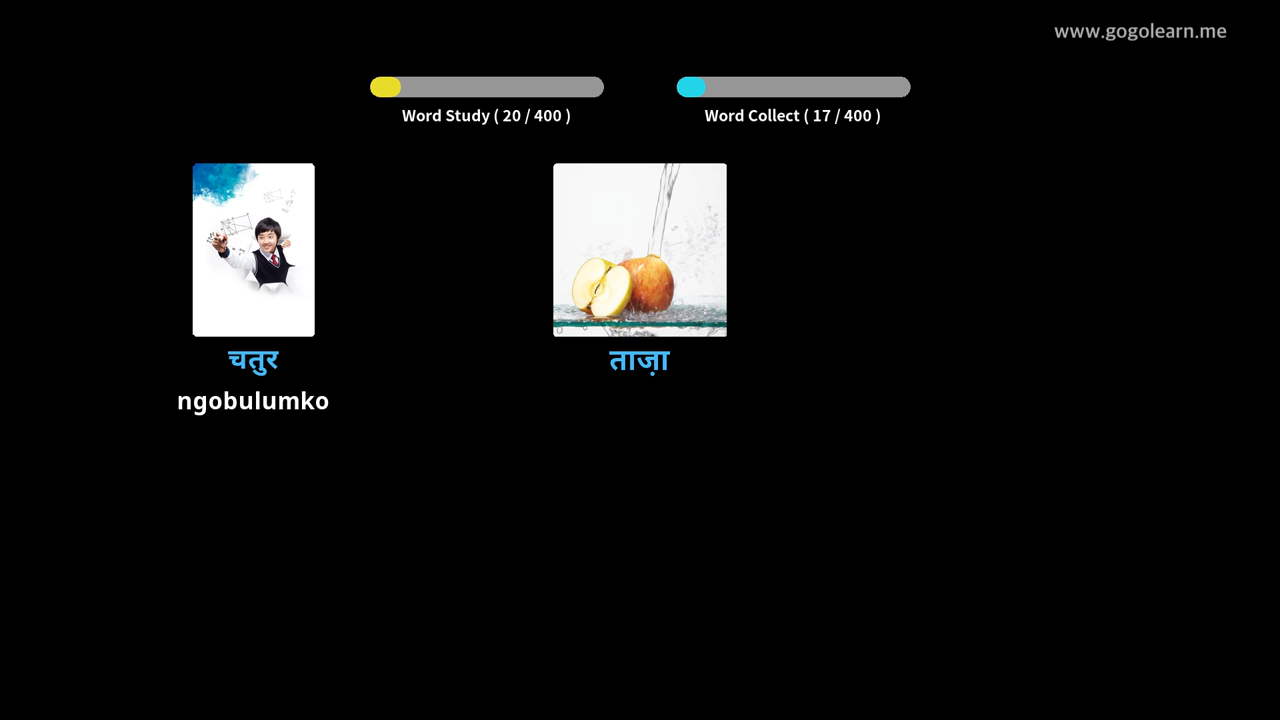 www.gogolearn.me
Word Study ( 20 / 400 )
Word Collect ( 17 / 400 )
चतुर
ngobulumko
ताज़ा